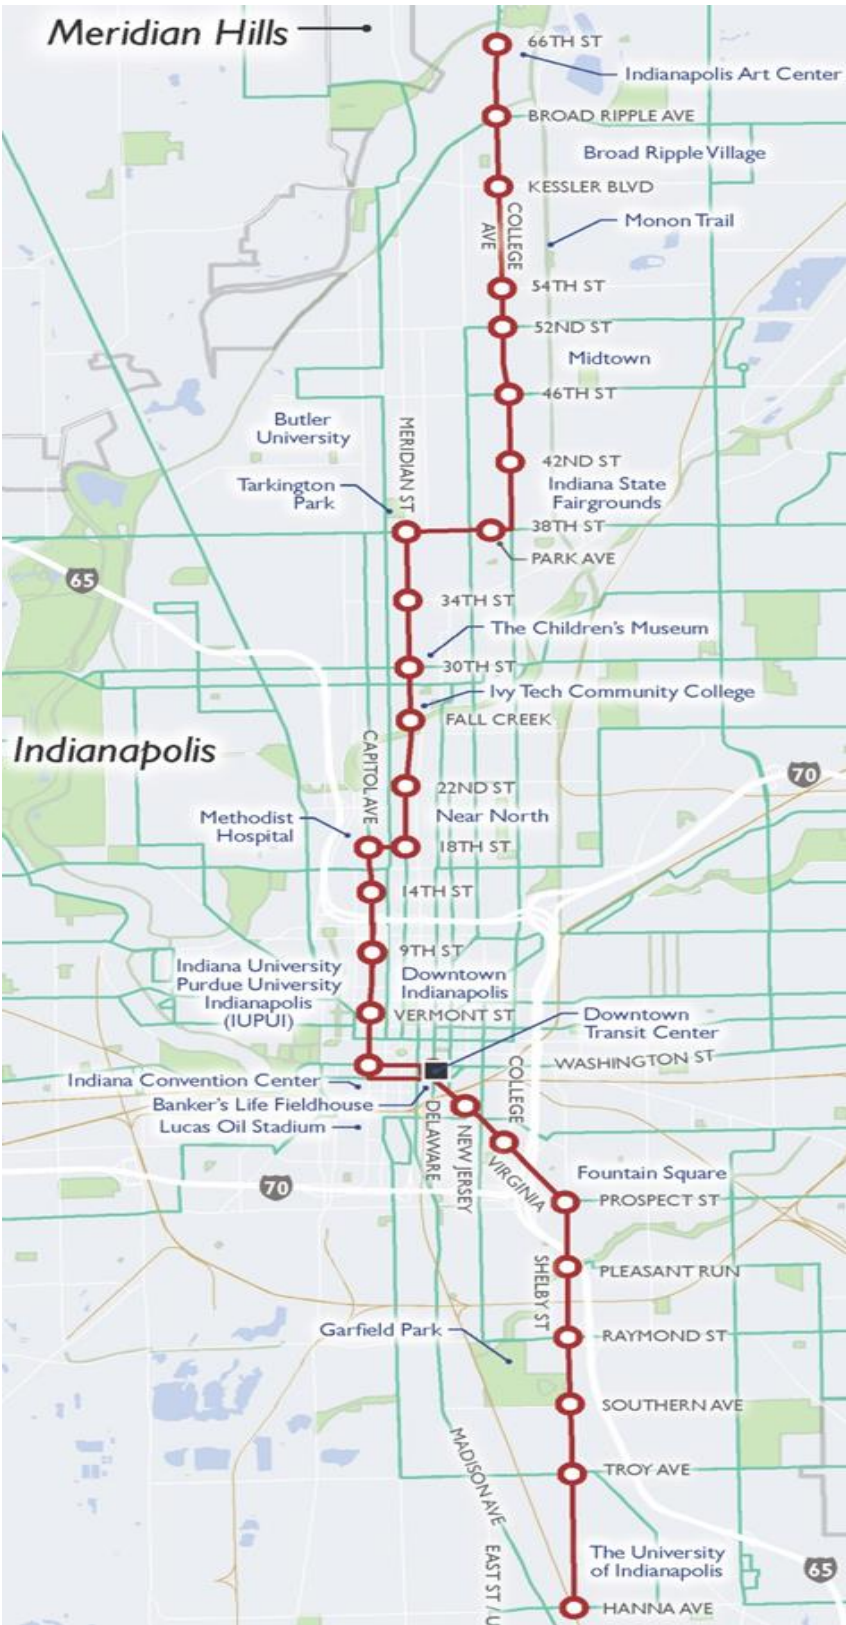 Meridian Hills
66TH ST
Indianapolis Art Center
BROAD RIPPLE AVE
Broad Ripple Village
KESSLER BLVD
COLLEGE
AVE
Monon Trail
54TH ST
52ND ST
Midtown
46TH ST
Butler
University
MERIDIAN ST
42ND ST
Tarkington
Park
Indiana State
Fairgrounds
38TH ST
PARK AVE
65
34TH ST
The Children's Museum
30TH ST
Ivy Tech Community College
FALL CREEK
Indianapolis
CAPITOL AVE
70
22ND ST
Methodist
Hospital
Near North
18TH ST
14TH ST
9TH ST
Indiana University
Purdue University
Indianapolis
(IUPUI)
Downtown
Indianapolis
VERMONT ST
Downtown
Transit Center
WASHINGTON ST
COLLEGE
Indiana Convention Center
Banker's Life Fieldhouse
Lucas Oil Stadium
DELAWARE
NEW JERSEY
VIRGINIA
70
Fountain Square
PROSPECT ST
SHELBY ST
PLEASANT RUN
Garfield Park
RAYMOND ST
SOUTHERN AVE
MADISON AVE
TROY AVE
EAST ST / U
The University
of Indianapolis
65
HANNA AVE